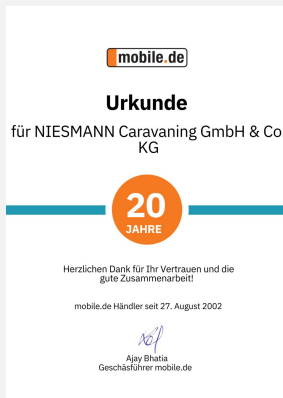 mobile.de
Urkunde
für NIESMANN Caravaning GmbH & Co
KG
20
JAHRE
Herzlichen Dank für Ihr Vertrauen und die
gute Zusammenarbeit!
mobile.de Händler seit 27. August 2002
Ajay Bhatia
Geschäsführer mobile.de